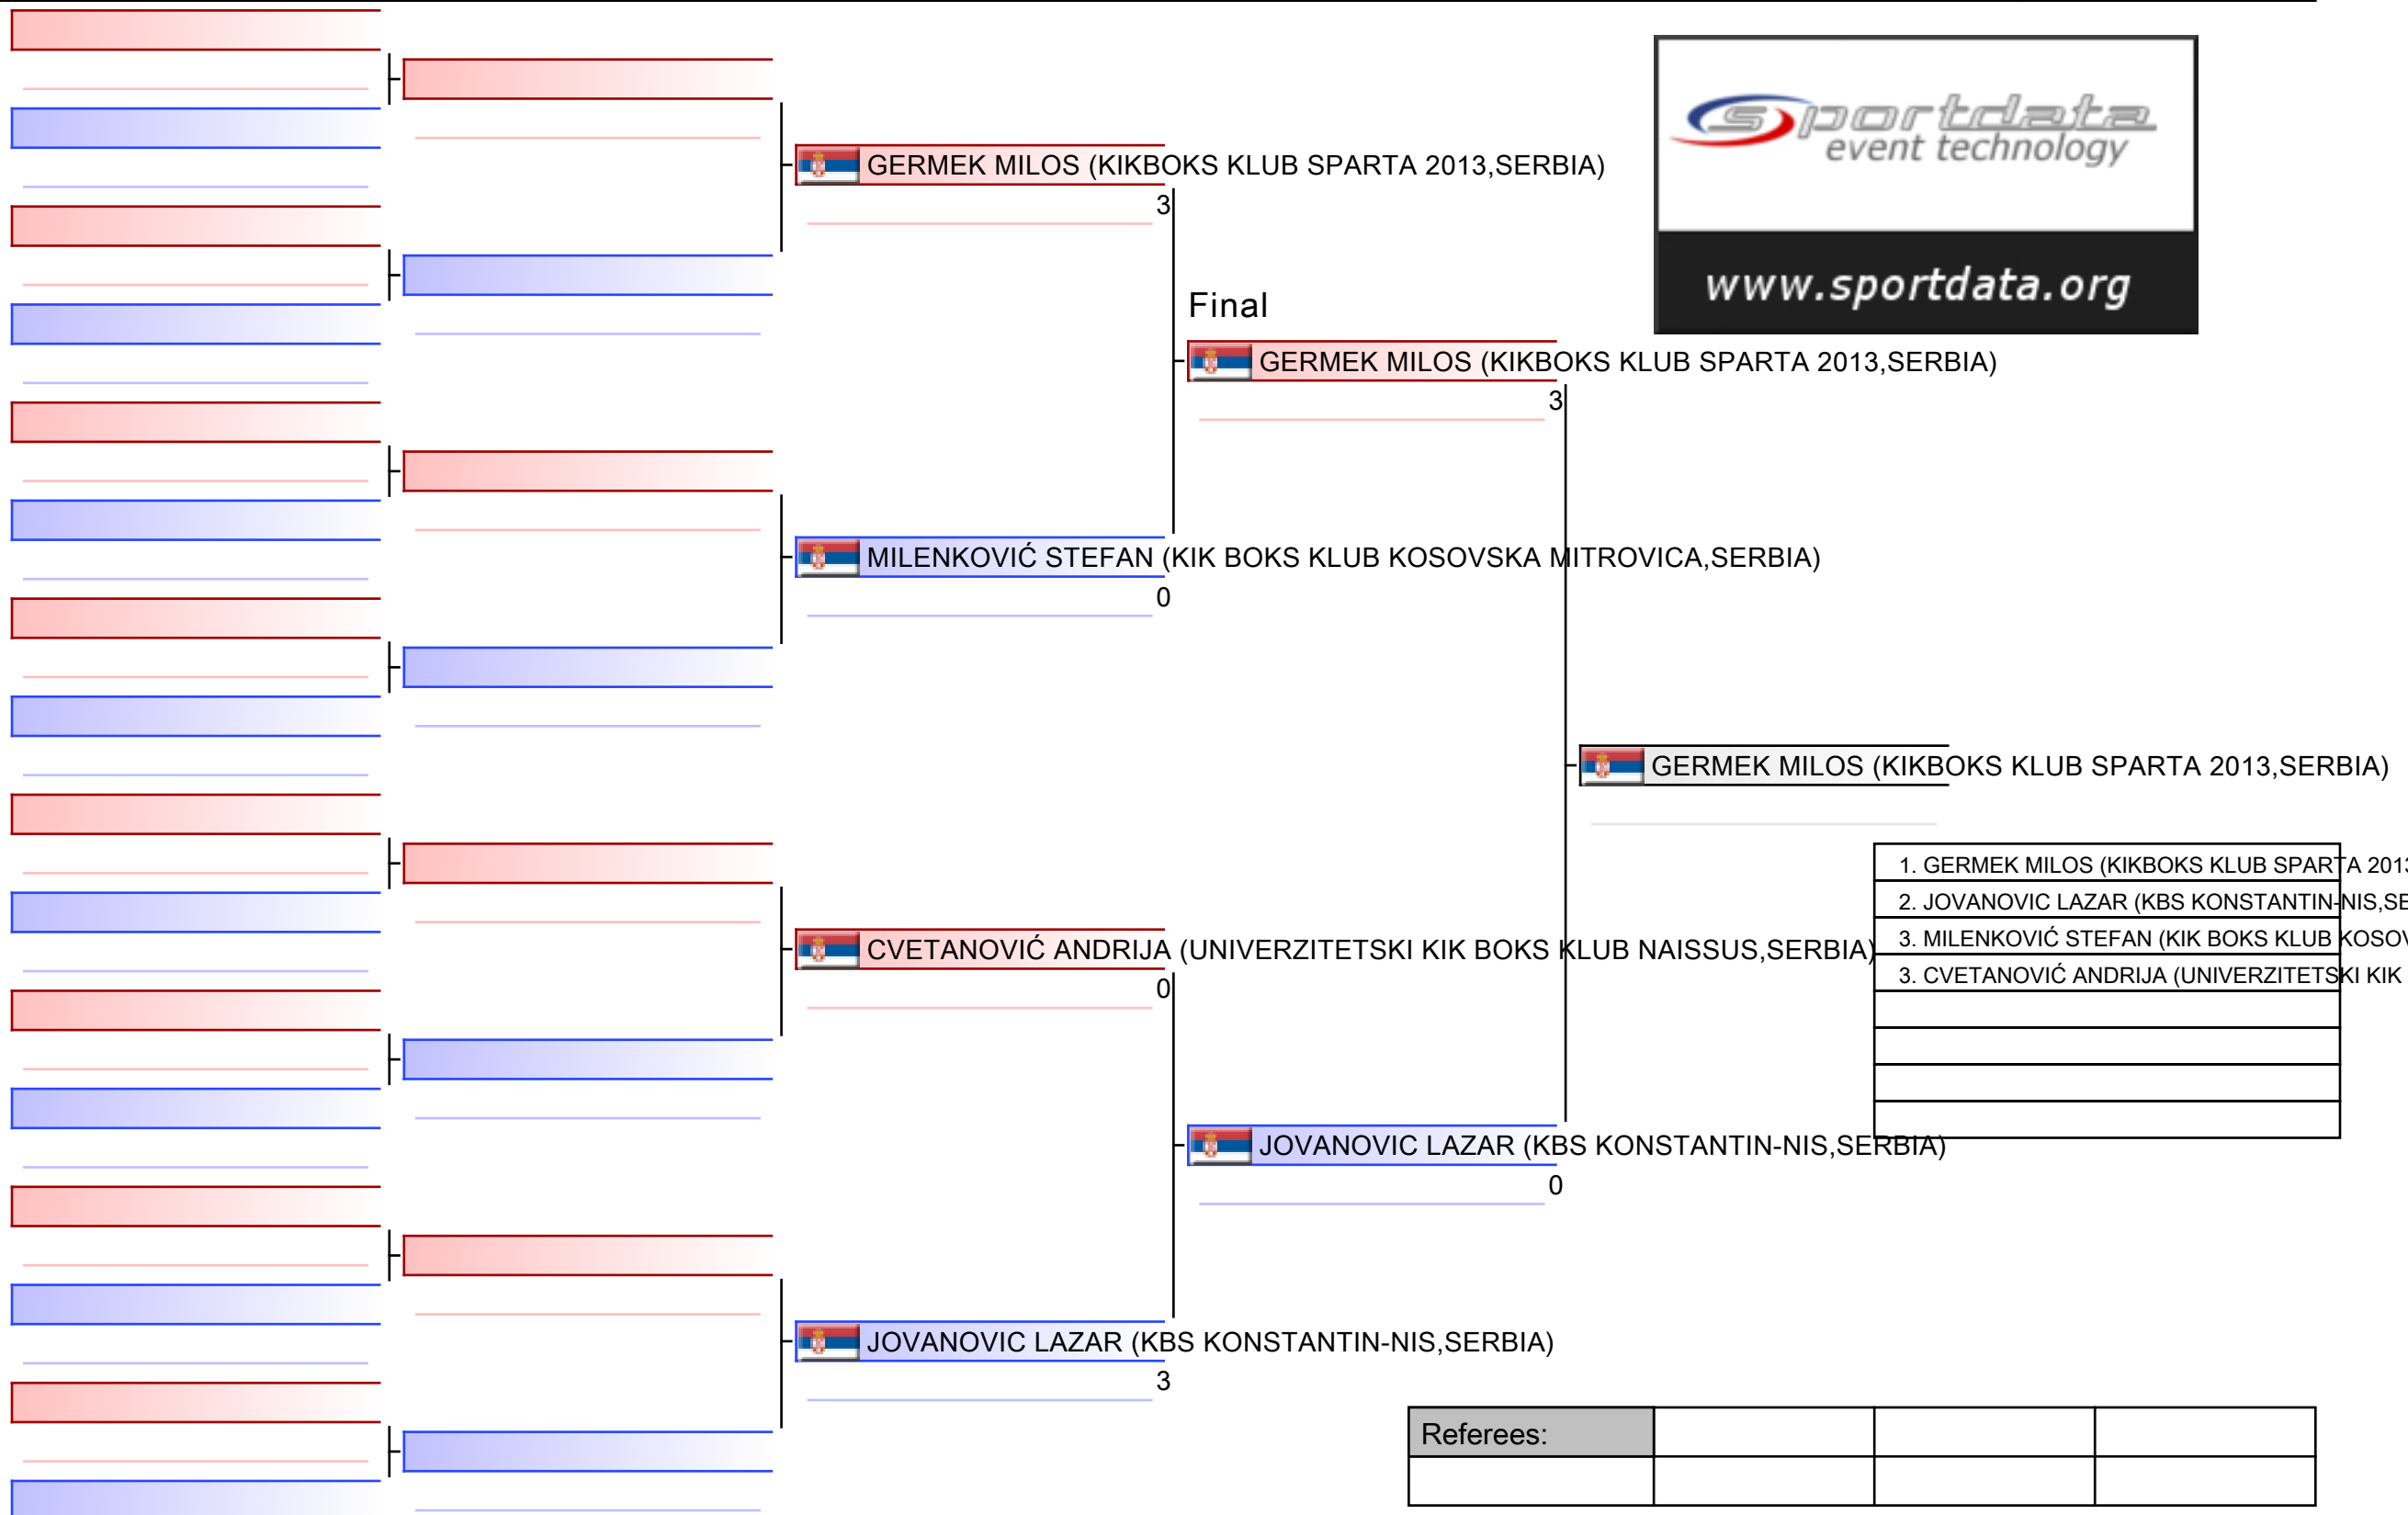 sportdata
event technology
www.sportdata.org
GERMEK MILOS (KIKBOKS KLUB SPARTA 2013,SERBIA)
3
Final
GERMEK MILOS (KIKBOKS KLUB SPARTA 2013,SERBIA)
3
MILENKOVIĆ STEFAN (KIK BOKS KLUB KOSOVSKA MITROVICA,SERBIA)
0
GERMEK MILOS (KIKBOKS KLUB SPARTA 2013,SERBIA)
1. GERMEK MILOS (KIKBOKS KLUB SPARTA 2013
2. JOVANOVIC LAZAR (KBS KONSTANTIN-NIS,SE
3. MILENKOVIĆ STEFAN (KIK BOKS KLUB KOSOV
3. CVETANOVIĆ ANDRIJA (UNIVERZITETSKI KIK
CVETANOVIĆ ANDRIJA (UNIVERZITETSKI KIK BOKS KLUB NAISSUS,SERBIA)
0
JOVANOVIC LAZAR (KBS KONSTANTIN-NIS,SERBIA)
0
JOVANOVIC LAZAR (KBS KONSTANTIN-NIS,SERBIA)
3
Referees: